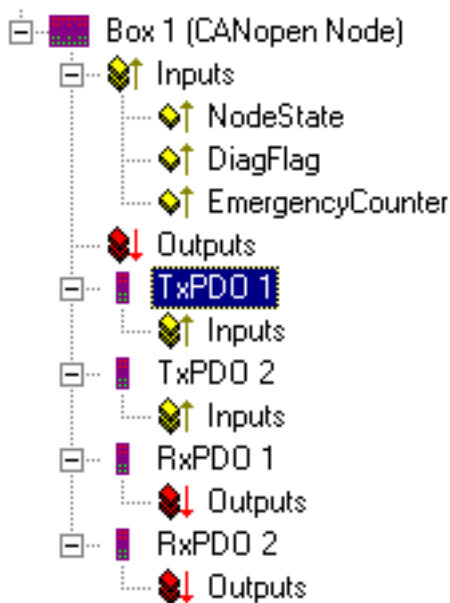 Box 1 (CANopen Node)
Inputs
NodeState
DiagFlag
EmergencyCounter
Outputs
TxPDO 1
Inputs
TxPDO 2
Inputs
RxPDO 1
Outputs
RxPDO 2
Outputs